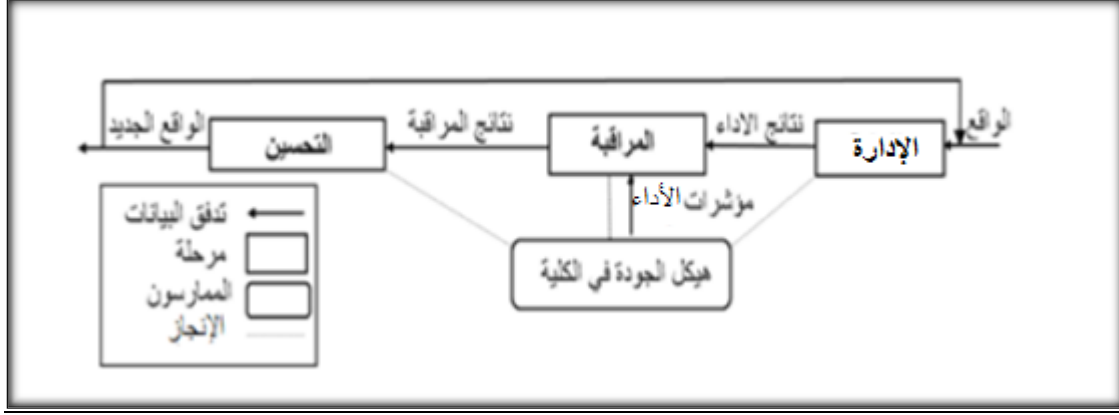 الواقع
الإدارة
نتائج الاداء
المراقبة
نتائج المراقبة
التحسين
الواقع الجديد
مؤشرات الأداء
هيكل الجودة في الكلية
تدفق البيانات
مرحلة
الممارسون
الإنجاز